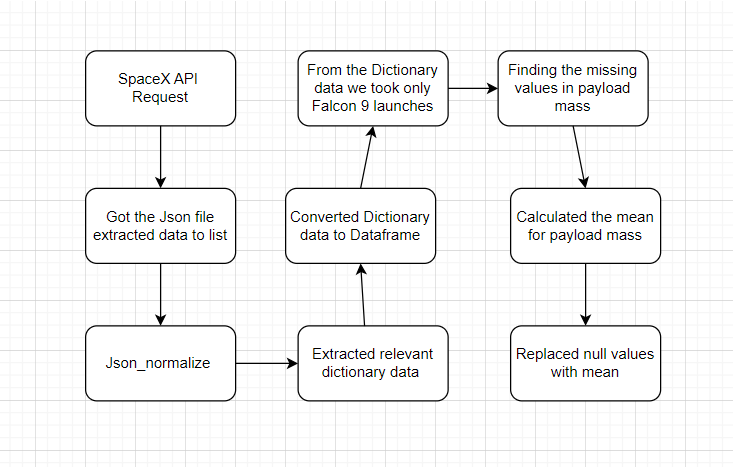 SpaceX API
Request
Got the Json file
extracted data to list
Json_normalize
Extracted relevant
dictionary data
Converted Dictionary
data to Dataframe
From the Dictionary
data we took only
Falcon 9 launches
Finding the missing
values in payload
mass
Calculated the mean
for payload mass
Replaced null values
with mean